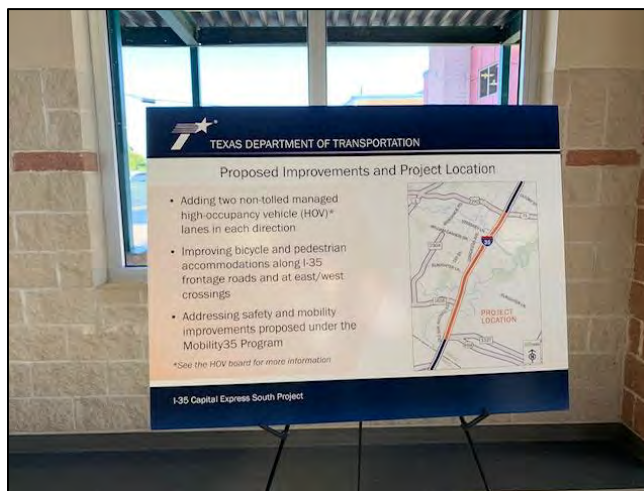 TEXAS DEPARTMENT OF TRANSPORTATION
Proposed Improvements and Project Location
• Adding two non-tolled managed
high-occupancy vehicle (HOV)*
lanes in each direction
• Improving bicycle and pedestrian
accommodations along I-35
frontage roads and at east/west
crossings
• Addressing safety and mobility
improvements proposed under the
Mobility35 Program
*See the HOV board for more information
35
PROJECT
LOCATION
I-35 Capital Express South Project